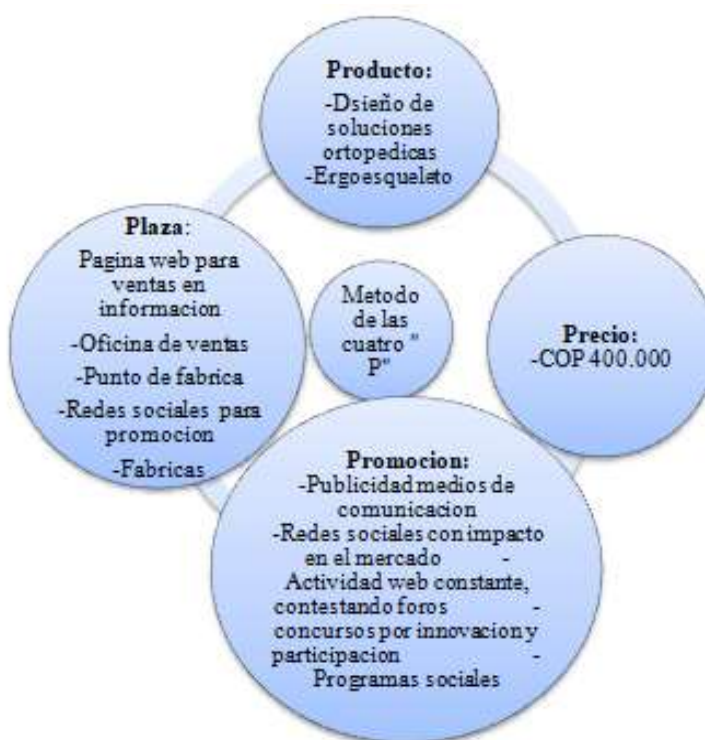 Producto:
-Dsieño de
soluciones
ortopedicas
-Ergoesqueleto
Plaza:
Pagina web para
ventas en
informacion
-Oficina de ventas
-Punto de fabrica
-Redes sociales para
promocion
-Fabricas
Metodo
de las
cuatro "
P"
Precio:
-COP 400.000
Promocion:
-Publicidad medios de
comunicacion
-Redes sociales con impacto
en el mercado -
Actividad web constante,
contestando foros -
concursos por innovacion y
participacion -
Programas sociales